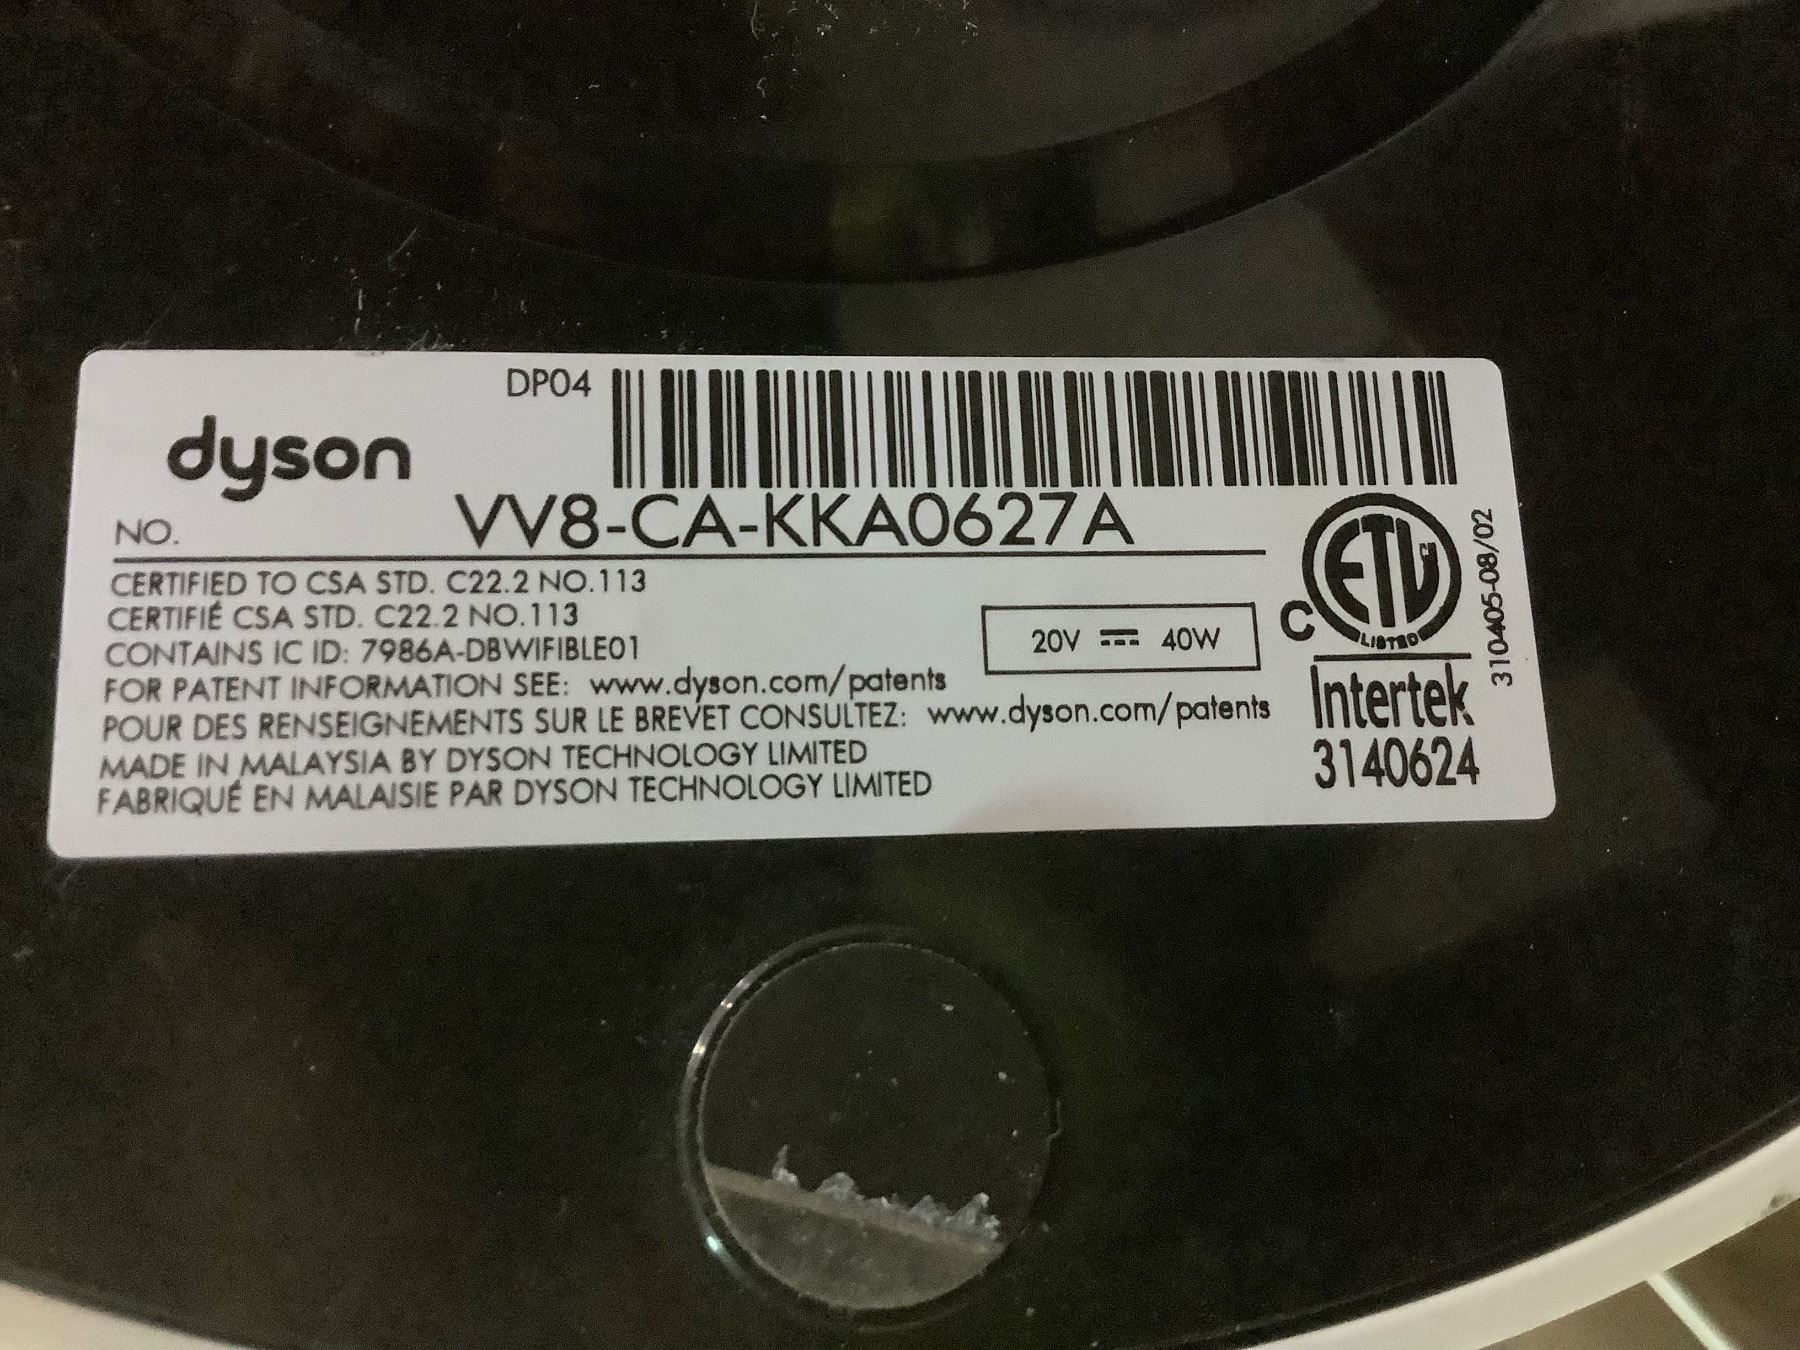 DP04
dyson
NO. VV8-CA-KKA0627A
CERTIFIED TO CSA STD. C22.2 NO.113
CERTIFIÉ CSA STD. C22.2 NO.113
CONTAINS IC ID: 7986A-DBWIFIBLE01
FOR PATENT INFORMATION SEE: www.dyson.com/patents
POUR DES RENSEIGNEMENTS SUR LE BREVET CONSULTEZ: www.dyson.com/patents
MADE IN MALAYSIA BY DYSON TECHNOLOGY LIMITED
FABRIQUÉ EN MALAISIE PAR DYSON TECHNOLOGY LIMITED
20V ⎓ 40W
C ETL CM
LISTED
Intertek
3140624
310405-08/02